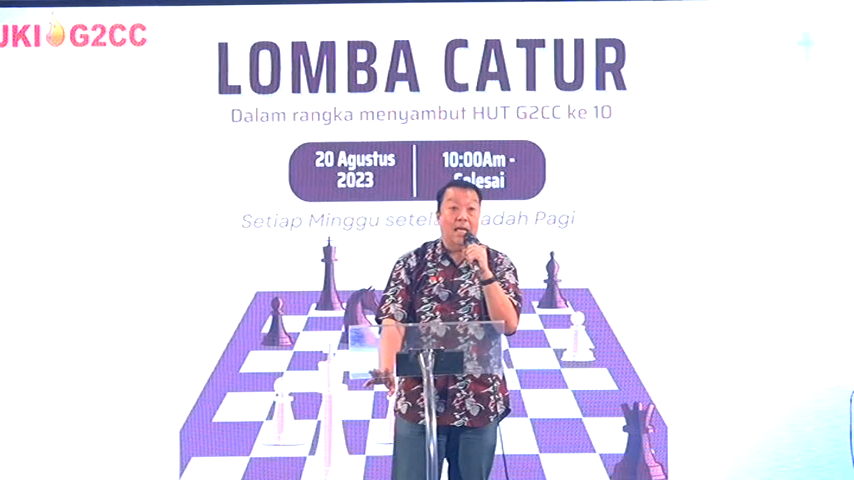 JKI G2CC
LOMBA CATUR
Dalam rangka menyambut HUT G2CC ke 10
20 Agustus
2023
10:00Am -
Selesai
Setiap Minggu adah Pagi